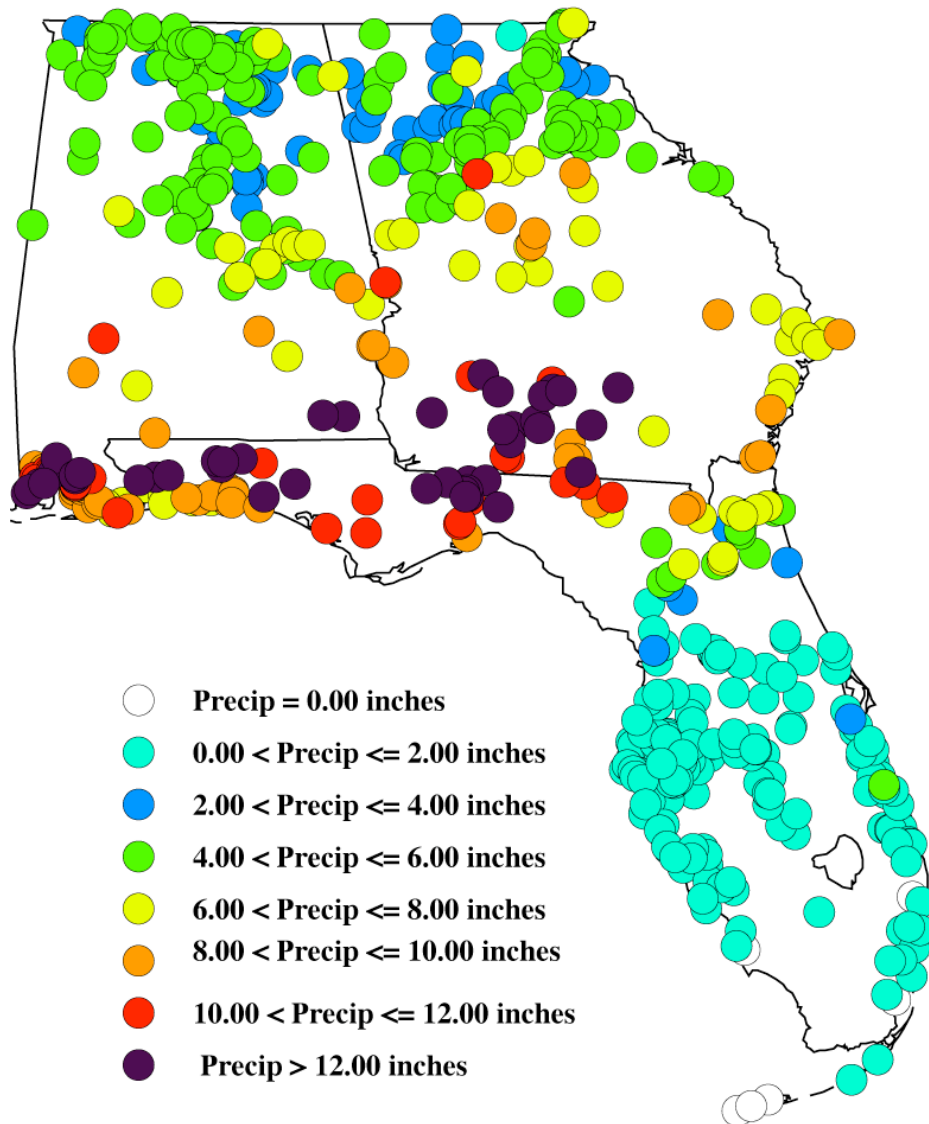 Precip = 0.00 inches
0.00 < Precip <= 2.00 inches
2.00 < Precip <= 4.00 inches
4.00 < Precip <= 6.00 inches
6.00 < Precip <= 8.00 inches
8.00 < Precip <= 10.00 inches
10.00 < Precip <= 12.00 inches
Precip > 12.00 inches